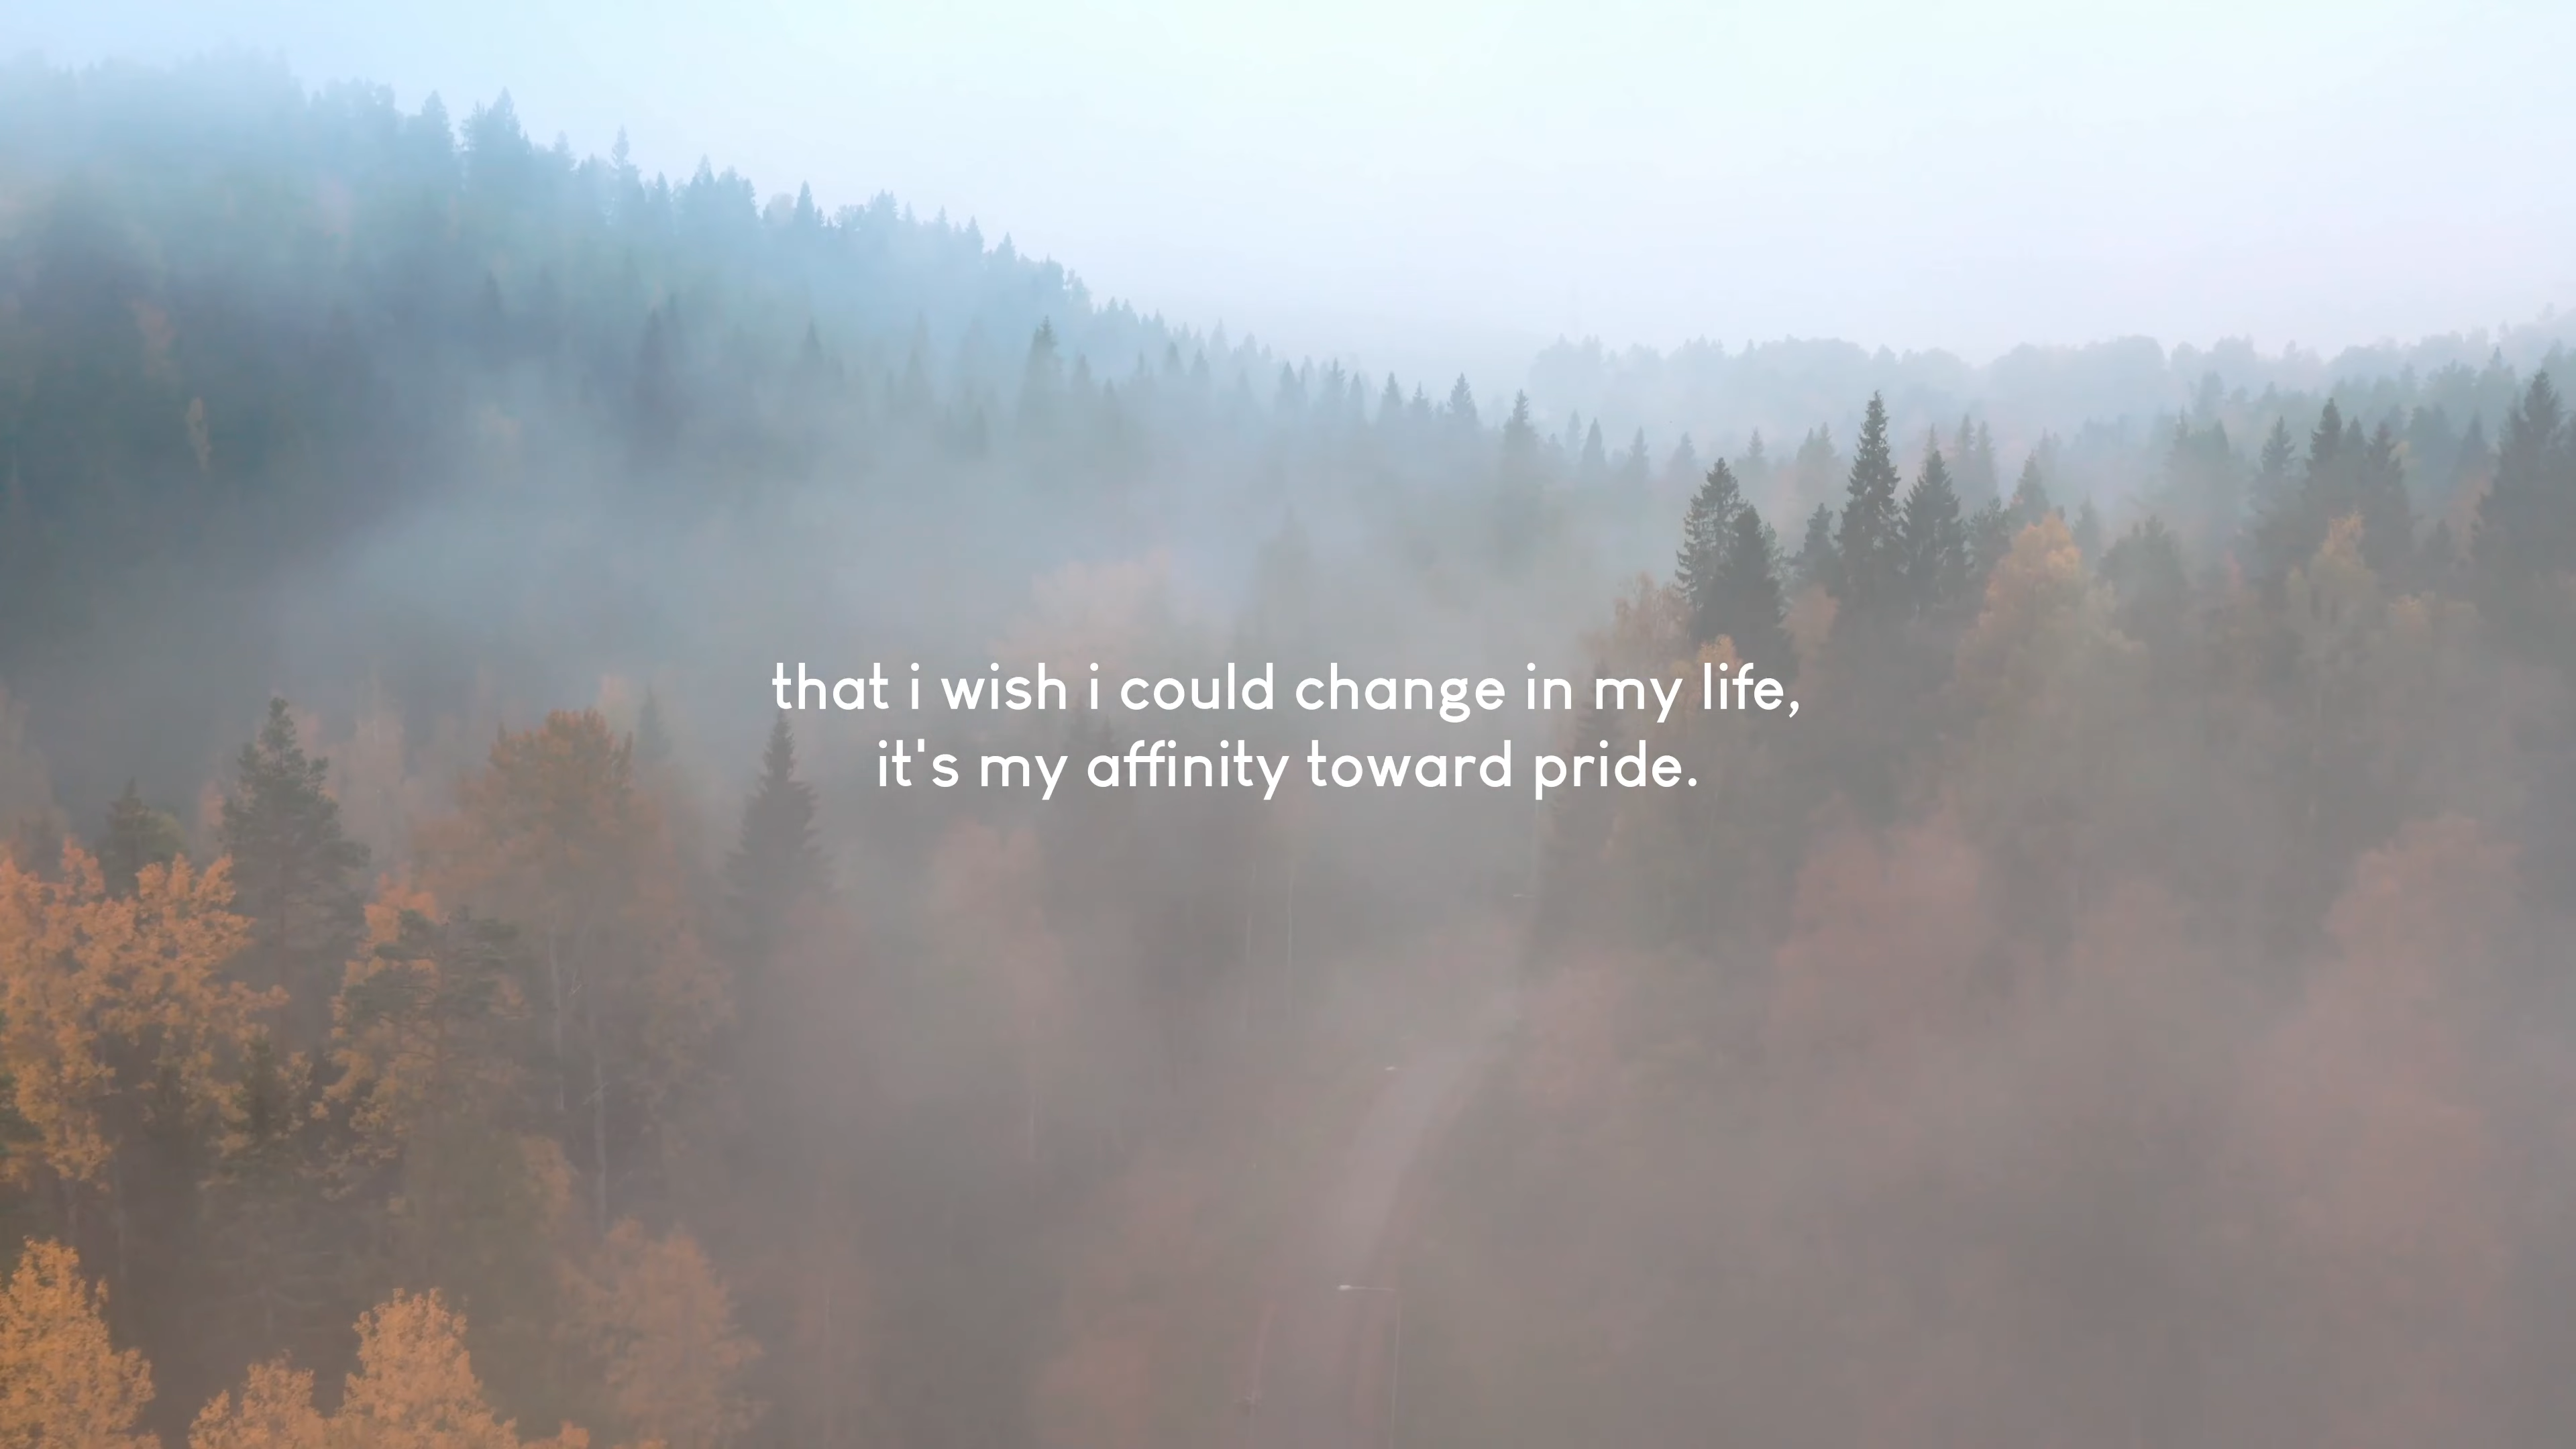 that i wish i could change in my life,
it's my affinity toward pride.